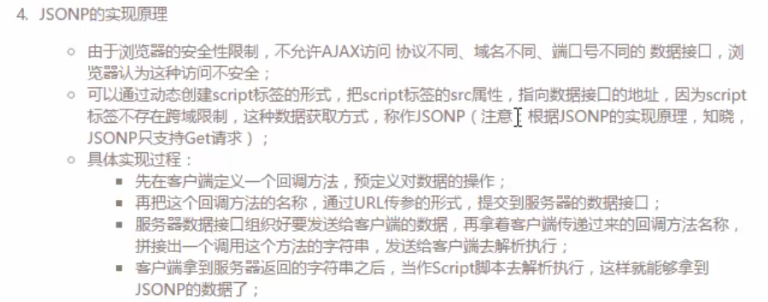 4. JSONP的实现原理
由于浏览器的安全性限制，不允许AJAX访问 协议不同、域名不同、端口号不同的 数据接口，浏
览器认为这种访问不安全；
可以通过动态创建script标签的形式，把script标签的src属性，指向数据接口的地址，因为script
标签不存在跨域限制，这种数据获取方式，称作JSONP（注意：根据JSONP的实现原理，知晓，
JSONP只支持Get请求）；
具体实现过程：
先在客户端定义一个回调方法，预定义对数据的操作；
再把这个回调方法的名称，通过URL传参的形式，提交到服务器的数据接口；
服务器数据接口组织好要发送给客户端的数据，再拿着客户端传递过来的回调方法名称，
拼接出一个调用这个方法的字符串，发送给客户端去解析执行；
客户端拿到服务器返回的字符串之后，当作Script脚本去解析执行，这样就能够拿到
JSONP的数据了；